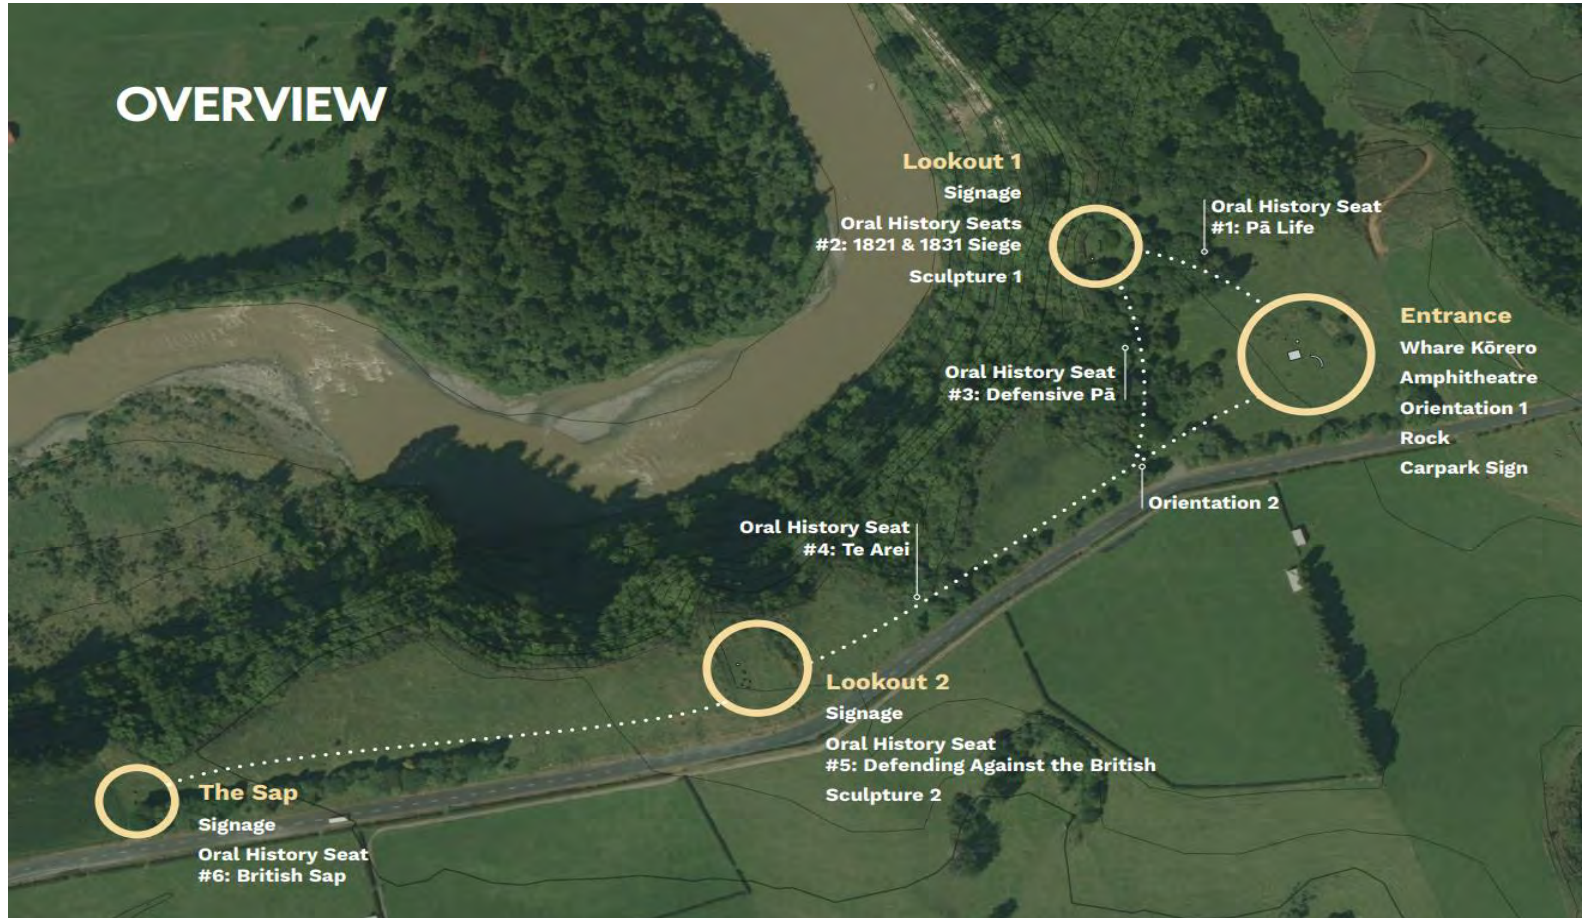 OVERVIEW
Lookout 1
Signage
Oral History Seats
#2: 1821 & 1831 Siege
Sculpture 1
Oral History Seat
#1: Pā Life
Entrance
Whare Kōrero
Amphitheatre
Orientation 1
Rock
Carpark Sign
Oral History Seat
#3: Defensive Pā
Orientation 2
Oral History Seat
#4: Te Arei
Lookout 2
Signage
Oral History Seat
#5: Defending Against the British
Sculpture 2
The Sap
Signage
Oral History Seat
#6: British Sap